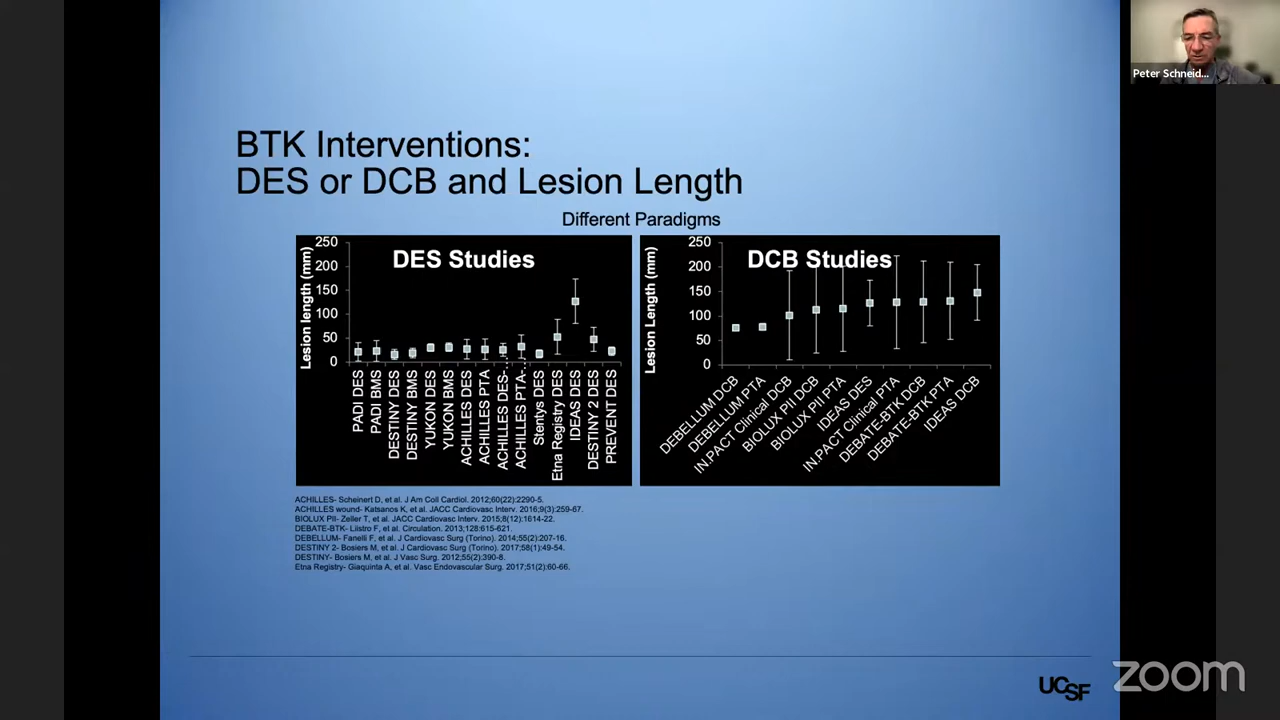 Peter Schneid...
BTK Interventions:
DES or DCB and Lesion Length
Different Paradigms
DES Studies
Lesion length (mm)
250
200
150
100
50
0
PADI DES
PADI BMS
DESTINY DES
DESTINY BMS
YUKON DES
YUKON BMS
ACHILLES DES
ACHILLES PTA
ACHILLES DES-...
ACHILLES PTA-...
Stentys DES
Etna Registry DES
IDEAS DES
DESTINY 2 DES
PREVENT DES
DCB Studies
Lesion Length (mm)
250
200
150
100
50
0
DEBELLUM DCB
DEBELLUM PTA
IN.PACT Clinical DCB
BIOLUX PII DCB
BIOLUX PII PTA
IDEAS DES
IN.PACT Clinical PTA
DEBATE-BTK DCB
DEBATE-BTK PTA
IDEAS DCB
ACHILLES- Scheinert D, et al. J Am Coll Cardiol. 2012;60(22):2290-5.
ACHILLES wound- Katsanos K, et al. JACC Cardiovasc Interv. 2016;9(3):259-67.
BIOLUX PII- Zeller T, et al. JACC Cardiovasc Interv. 2015;8(12):1614-22.
DEBATE-BTK- Liistro F, et al. Circulation. 2013;128:615-621.
DEBELLUM- Fanelli F, et al. J Cardiovasc Surg (Torino). 2014;55(2):207-16.
DESTINY 2- Bosiers M, et al. J Cardiovasc Surg (Torino). 2017;58(1):49-54.
DESTINY- Bosiers M, et al. J Vasc Surg. 2012;55(2):390-8.
Etna Registry- Giaquinta A, et al. Vasc Endovascular Surg. 2017;51(2):60-66.
UCSF
zoom